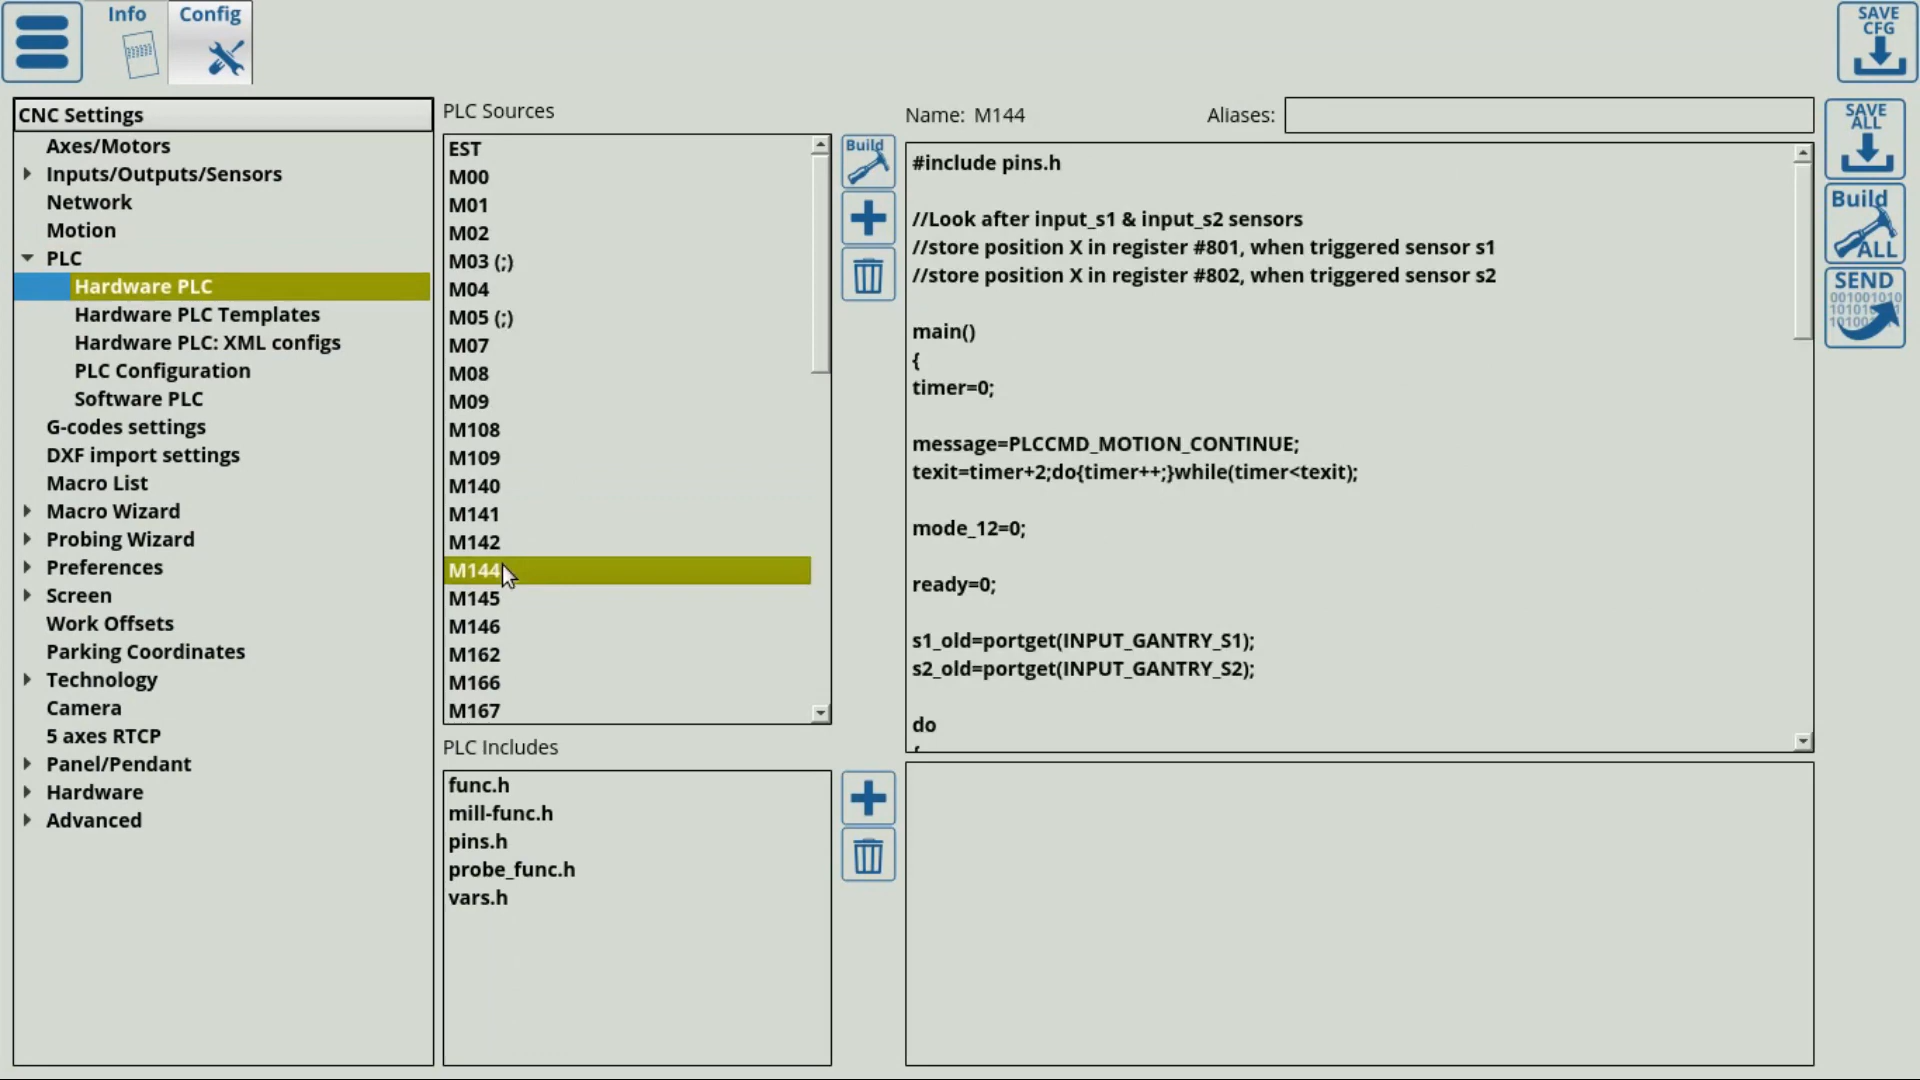 Info
Config
SAVE
CFG
CNC Settings
Axes/Motors
Inputs/Outputs/Sensors
Network
Motion
PLC
Hardware PLC
Hardware PLC Templates
Hardware PLC: XML configs
PLC Configuration
Software PLC
G-codes settings
DXF import settings
Macro List
Macro Wizard
Probing Wizard
Preferences
Screen
Work Offsets
Parking Coordinates
Technology
Camera
5 axes RTCP
Panel/Pendant
Hardware
Advanced
PLC Sources
EST
M00
M01
M02
M03 (;)
M04
M05 (;)
M07
M08
M09
M108
M109
M140
M141
M142
M144
M145
M146
M162
M166
M167
PLC Includes
func.h
mill-func.h
pins.h
probe_func.h
vars.h
Build
Name: M144
Aliases:
#include pins.h
//Look after input_s1 & input_s2 sensors
//store position X in register #801, when triggered sensor s1
//store position X in register #802, when triggered sensor s2
main()
{
timer=0;
message=PLCCMD_MOTION_CONTINUE;
texit=timer+2;do{timer++;}while(timer<texit);
mode_12=0;
ready=0;
s1_old=portget(INPUT_GANTRY_S1);
s2_old=portget(INPUT_GANTRY_S2);
do
{
SAVE
ALL
Build
ALL
SEND